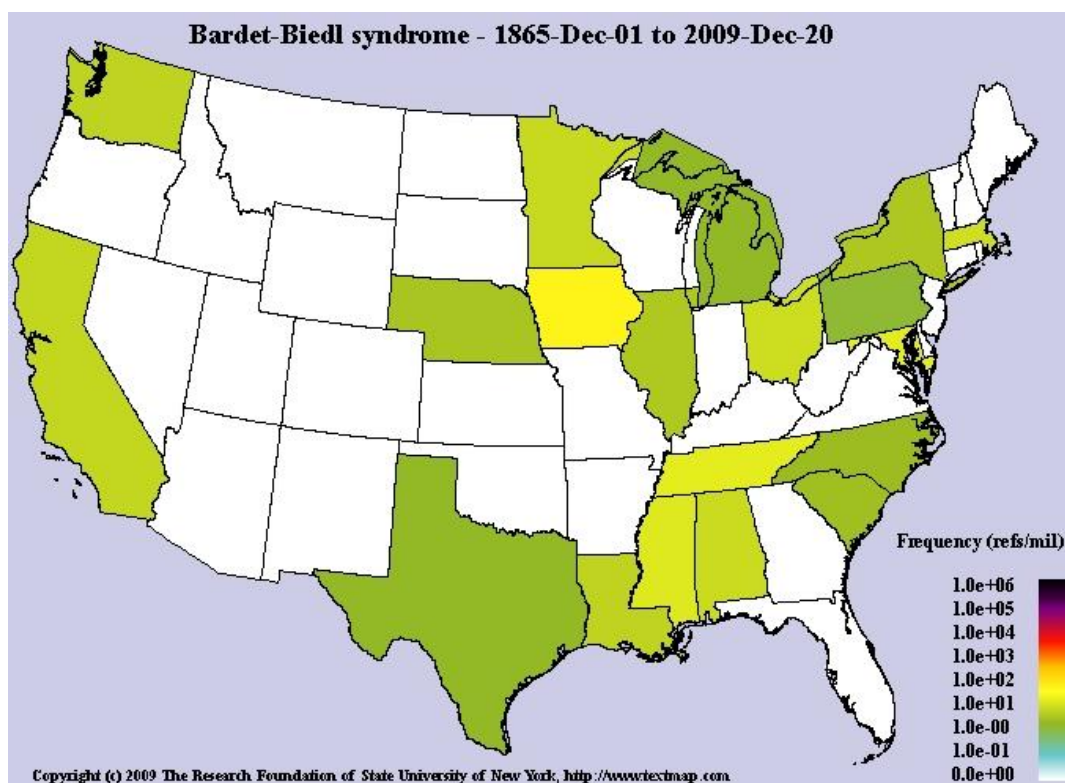 Bardet-Biedl syndrome - 1865-Dec-01 to 2009-Dec-20
Frequency (refs/mil)
1.0e+06
1.0e+05
1.0e+04
1.0e+03
1.0e+02
1.0e+01
1.0e-00
1.0e-01
0.0e+00
Copyright (c) 2009 The Research Foundation of State University of New York, http://www.textmap.com